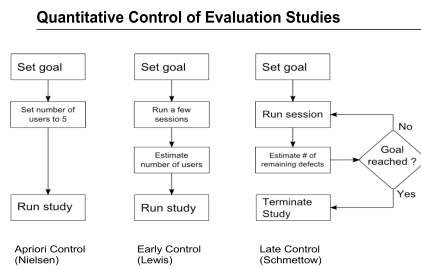 Quantitative Control of Evaluation Studies
Set goal
Set number of
users to 5
Run study
Apriori Control
(Nielsen)
Set goal
Run a few
sessions
Estimate
number of users
Run study
Early Control
(Lewis)
Set goal
Run session
Estimate # of
remaining defects
Goal
reached ?
No
Yes
Terminate
Study
Late Control
(Schmettow)